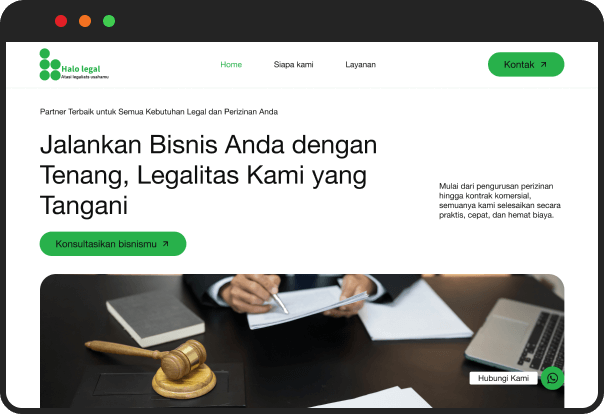 Halo legal
Atasi legalitas usahamu
Home
Siapa kami
Layanan
Kontak
Partner Terbaik untuk Semua Kebutuhan Legal dan Perizinan Anda
Jalankan Bisnis Anda dengan
Tenang, Legalitas Kami yang
Tangani
Mulai dari pengurusan perizinan
hingga kontrak komersial,
semuanya kami selesaikan secara
praktis, cepat, dan hemat biaya.
Konsultasikan bisnismu
Hubungi Kami